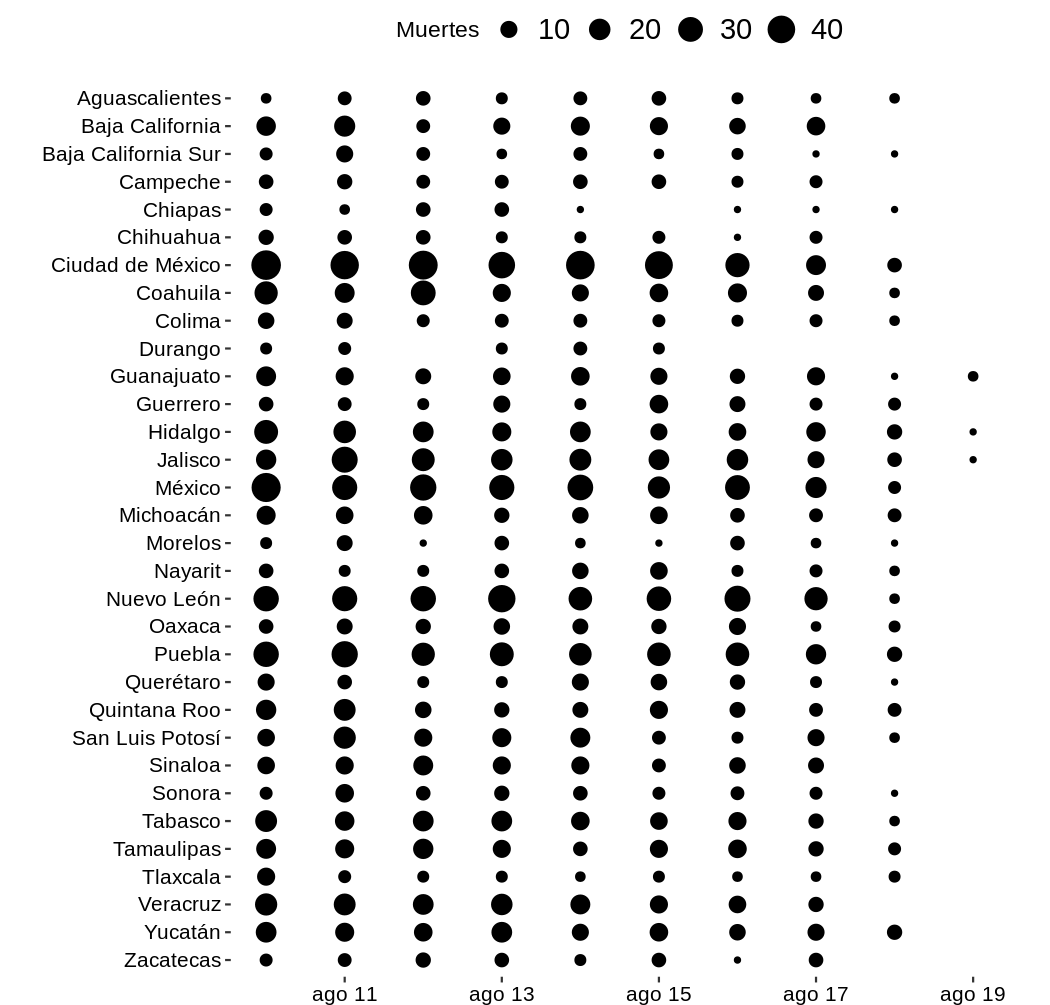 Muertes 10 20 30 40
Aguascalientes
Baja California
Baja California Sur
Campeche
Chiapas
Chihuahua
Ciudad de México
Coahuila
Colima
Durango
Guanajuato
Guerrero
Hidalgo
Jalisco
México
Michoacán
Morelos
Nayarit
Nuevo León
Oaxaca
Puebla
Querétaro
Quintana Roo
San Luis Potosí
Sinaloa
Sonora
Tabasco
Tamaulipas
Tlaxcala
Veracruz
Yucatán
Zacatecas
ago 11 ago 13 ago 15 ago 17 ago 19